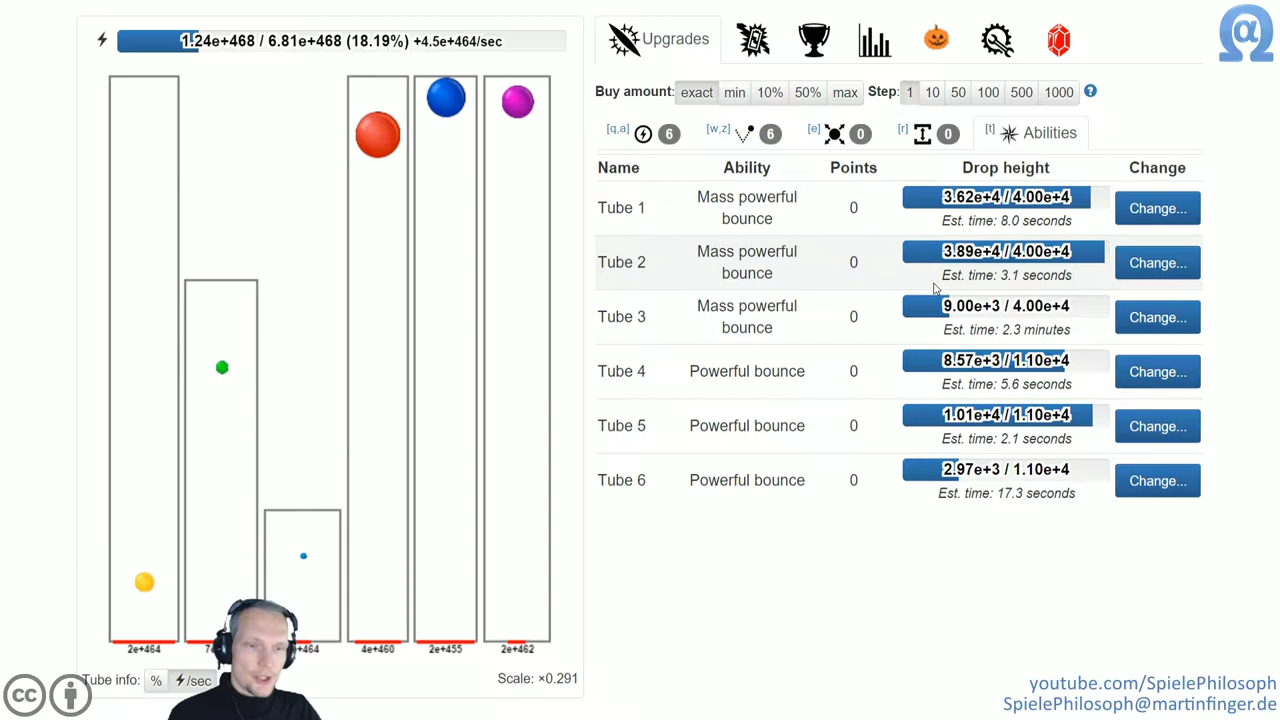 1.24e+468 / 6.81e+468 (18.19%) +4.5e+464/sec
Upgrades
α
Buy amount: exact min 10% 50% 80% max Step: 1 10 50 100 500 1000
[q,a] 6 [w,z] 6 [e] 0 [r] 0 [t] Abilities
Name Ability Points Drop height Change
Tube 1 Mass powerful bounce 0 3.62e+4 / 4.00e+4 Change...
Est. time: 8.0 seconds
Tube 2 Mass powerful bounce 0 3.89e+4 / 4.00e+4 Change...
Est. time: 3.1 seconds
Tube 3 Mass powerful bounce 0 9.00e+3 / 4.00e+4 Change...
Est. time: 2.3 minutes
Tube 4 Powerful bounce 0 8.57e+3 / 1.10e+4 Change...
Est. time: 5.6 seconds
Tube 5 Powerful bounce 0 1.01e+4 / 1.10e+4 Change...
Est. time: 2.1 seconds
Tube 6 Powerful bounce 0 2.97e+3 / 1.10e+4 Change...
Est. time: 17.3 seconds
2e+464 4e+460 2e+455 2e+462
Tube info: % /sec Scale: ×0.291
cc
youtube.com/SpielePhilosoph
SpielePhilosoph@martinfinger.de